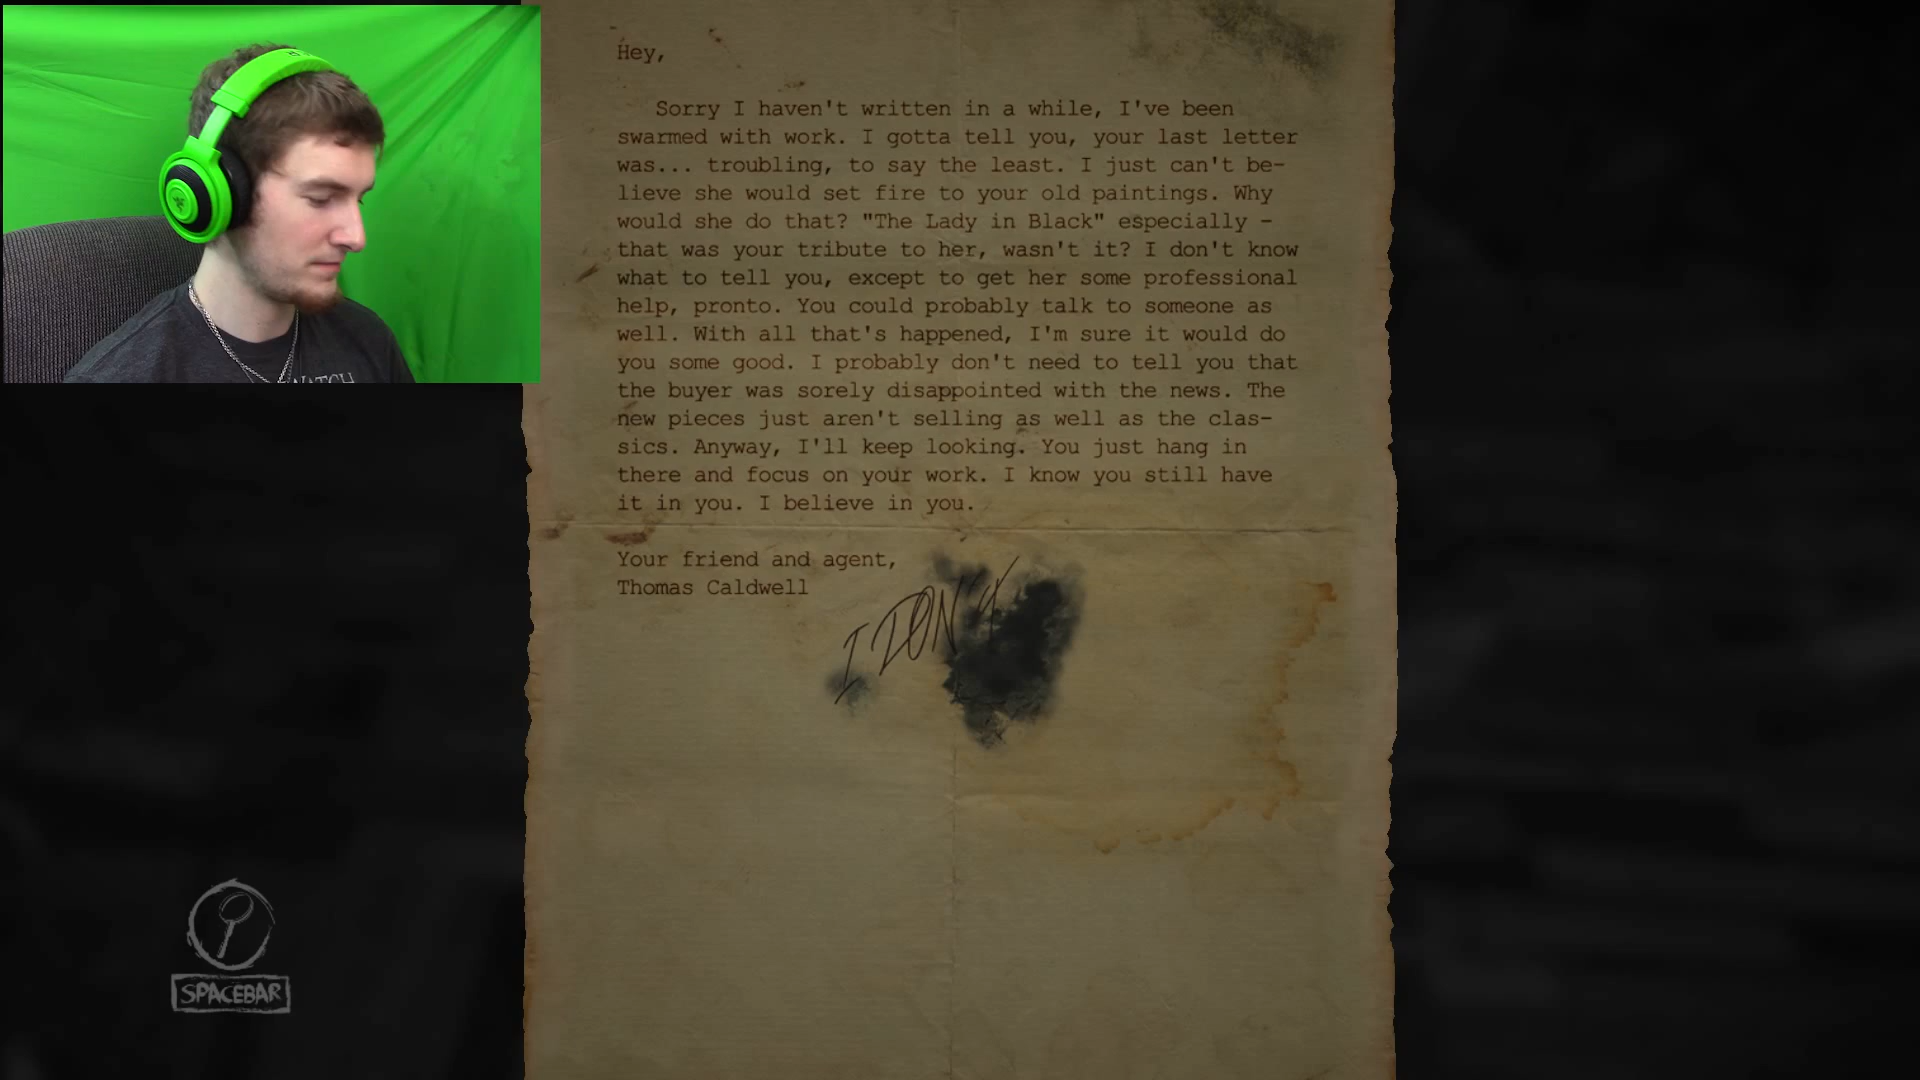 Hey,
Sorry I haven't written in a while, I've been
swarmed with work. I gotta tell you, your last letter
was... troubling, to say the least. I just can't be-
lieve she would set fire to your old paintings. Why
would she do that? "The Lady in Black" especially -
that was your tribute to her, wasn't it? I don't know
what to tell you, except to get her some professional
help, pronto. You could probably talk to someone as
well. With all that's happened, I'm sure it would do
you some good. I probably don't need to tell you that
the buyer was sorely disappointed with the news. The
new pieces just aren't selling as well as the clas-
sics. Anyway, I'll keep looking. You just hang in
there and focus on your work. I know you still have
it in you. I believe in you.
Your friend and agent,
Thomas Caldwell
I DON'T
SPACEBAR